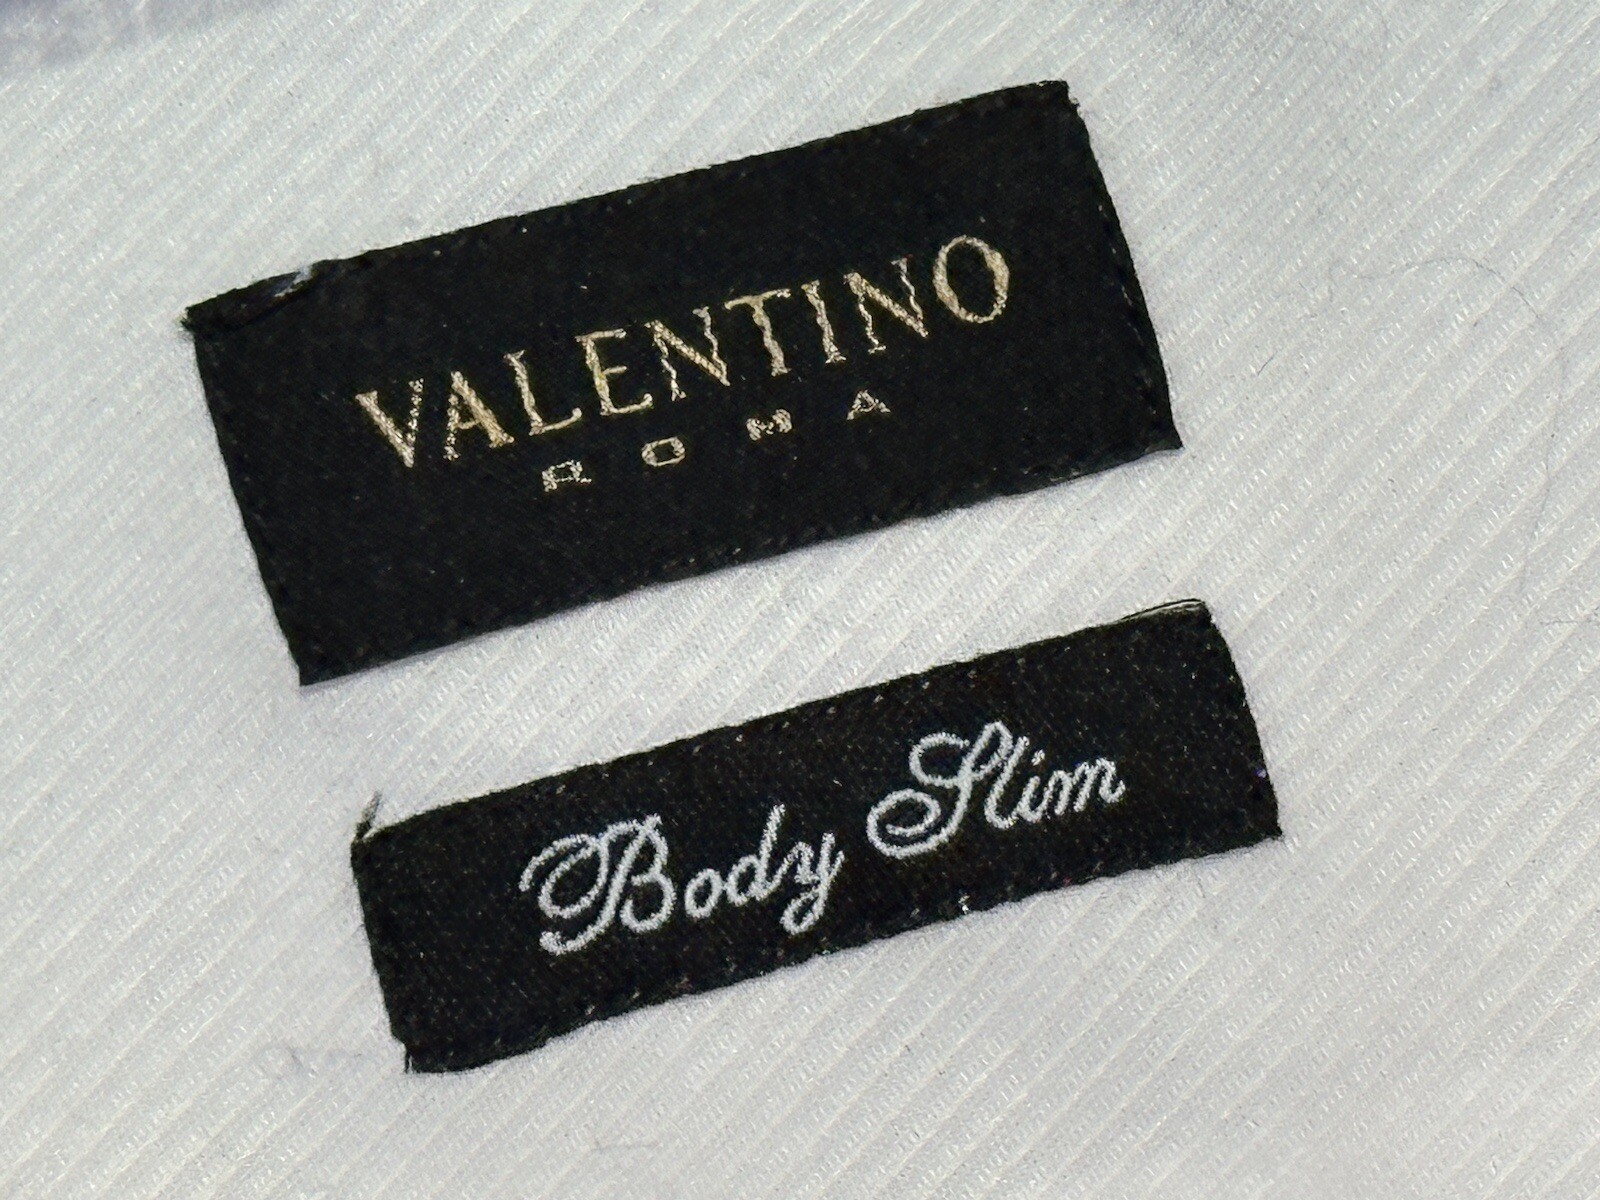 VALENTINO
ROMA
Body Slim